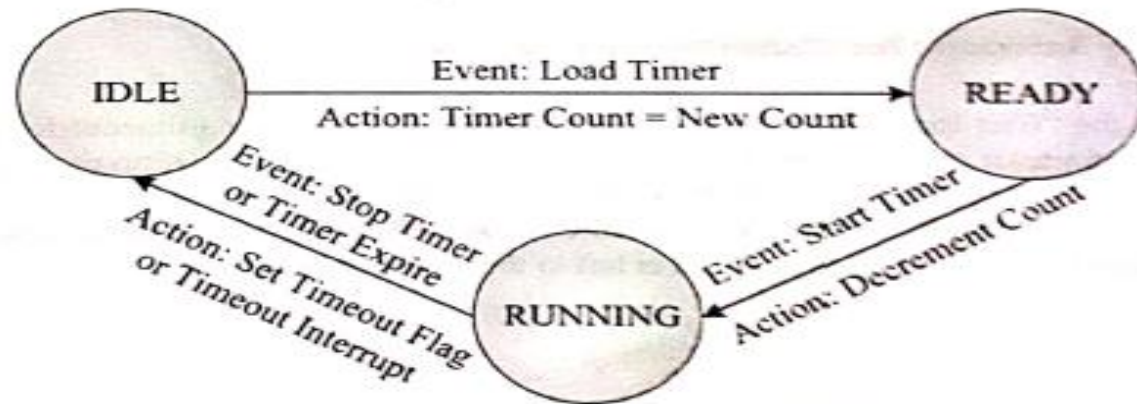 IDLE
Event: Load Timer
Action: Timer Count = New Count
READY
Event: Start Timer
Action: Decrement Count
RUNNING
Event: Stop Timer
or Timer Expire
Action: Set Timeout Flag
or Timeout Interrupt